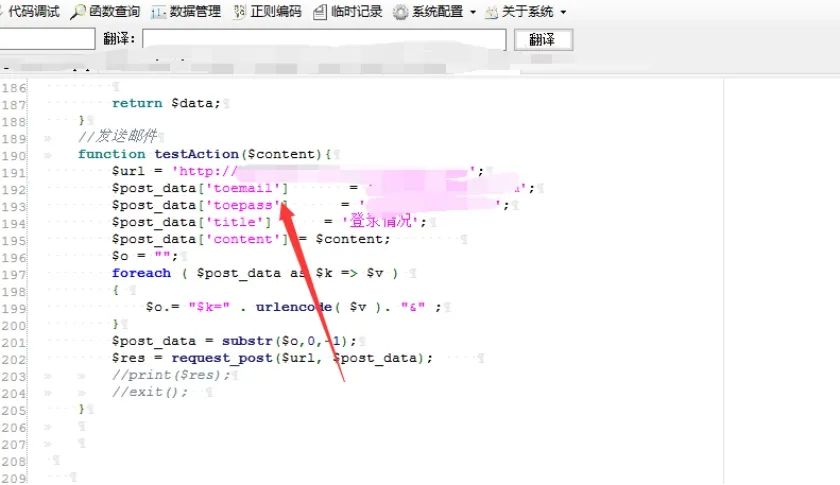 代码调试 函数查询 数据管理 正则编码 临时记录 系统配置 关于系统
翻译： 翻译
186
187 return $data;
188 }
189 //发送邮件
190 function testAction($content){
191 $url = 'http:// ';
192 $post_data['toemail'] = ' ';
193 $post_data['toepass'] = ' ';
194 $post_data['title'] = '登录情况';
195 $post_data['content'] = $content;
196 $o = "";
197 foreach ( $post_data as $k => $v )
198 {
199 $o.= "$k=" . urlencode( $v ). "&" ;
200 }
201 $post_data = substr($o,0,-1);
202 $res = request_post($url, $post_data);
203 //print($res);
204 //exit();
205 }
206
207
208
209